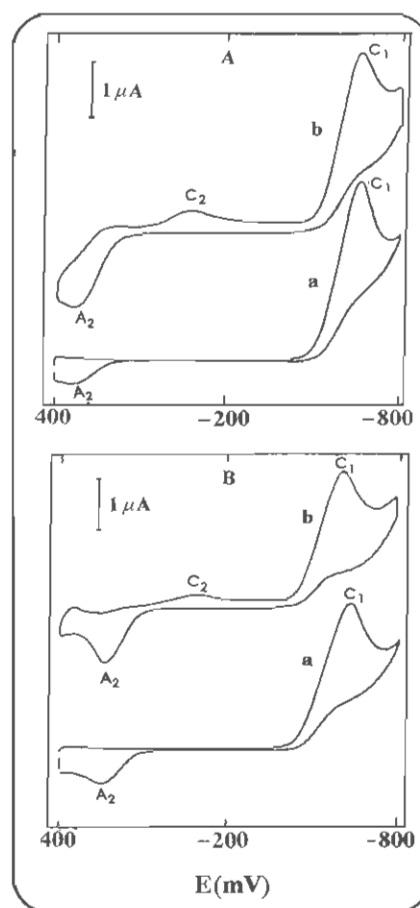 A
1 μA
C₁
b
C₂
A₂
C₁
a
A₂
400 −200 −800
B
1 μA
C₁
b
C₂
A₂
C₁
a
A₂
400 −200 −800
E(mV)